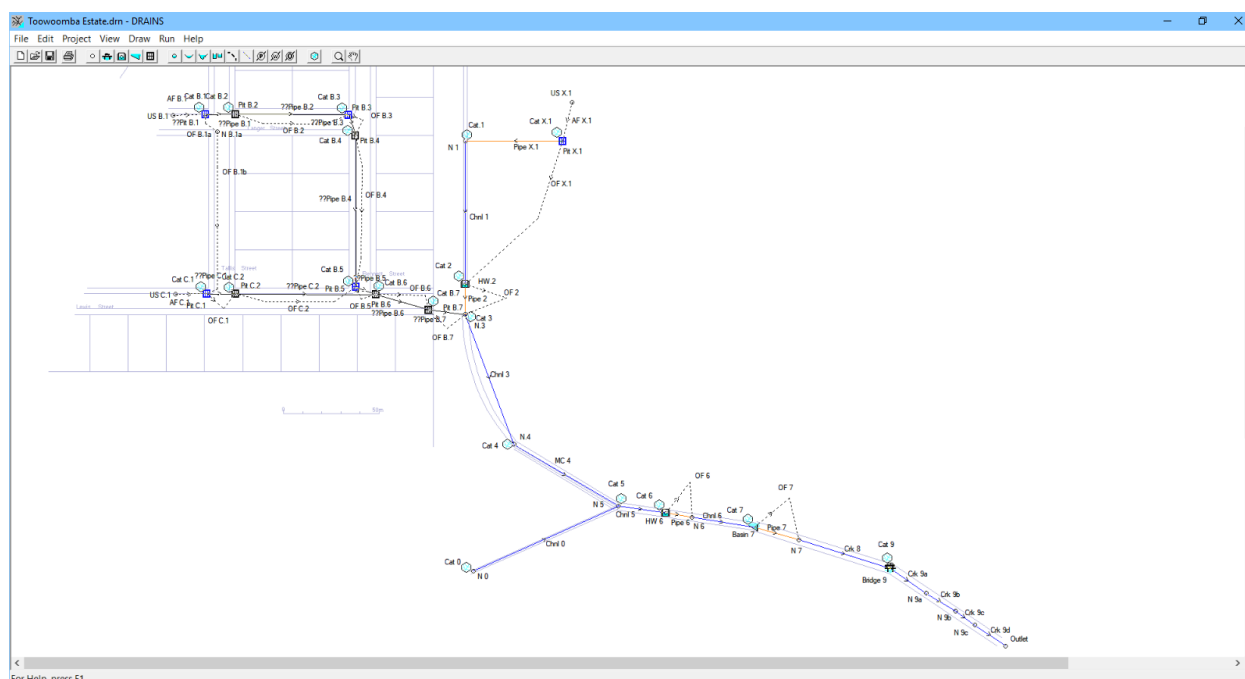 Toowoomba Estate.drn - DRAINS
File Edit Project View Draw Run Help
US X.1
AF B.1 Cat B.1 Cat B.2 Pit B.2 Cat B.3
US B.1 ??Pit B.1 ??Pipe B.1 ??Pipe B.2 ??Pipe B.3 Pit B.3 OF B.3 Cat.1 Cat X.1 AF X.1
OF B.1a N B.1a OF B.2 Cat B.4 Pit B.4 N 1 Pipe X.1 Pit X.1
OF B.1b OF X.1
??Pipe B.4 OF B.4
Chnl 1
Street Street
Cat C.1 ??Pipe C.1 Cat C.2 Cat B.5 ??Pipe B.5 Cat B.6 Cat 2 HW.2
US C.1 AF C.1 Pit C.1 Pit C.2 ??Pipe C.2 Pit B.5 OF B.6 Cat B.7 OF 2
Street
OF C.1 OF C.2 OF B.5 Pit B.6 ??Pipe B.6 Pit B.7 Pipe 2
??Pipe B.7 Cat 3
OF B.7 N.3
Chnl 3
0 50m
Cat 4 N.4
MC 4
Cat 5 Cat 6 OF 6 OF 7
N 5 Chnl 5 HW 6 Pipe 6 N 6 Chnl 6 Cat 7 Basin 7 Pipe 7
Chnl 0 N 7 Crk 8 Cat 9
Cat 0 N 0 Bridge 9 Crk 9a
N 9a Crk 9b
N 9b Crk 9c
N 9c Crk 9d Outlet
For Help, press F1